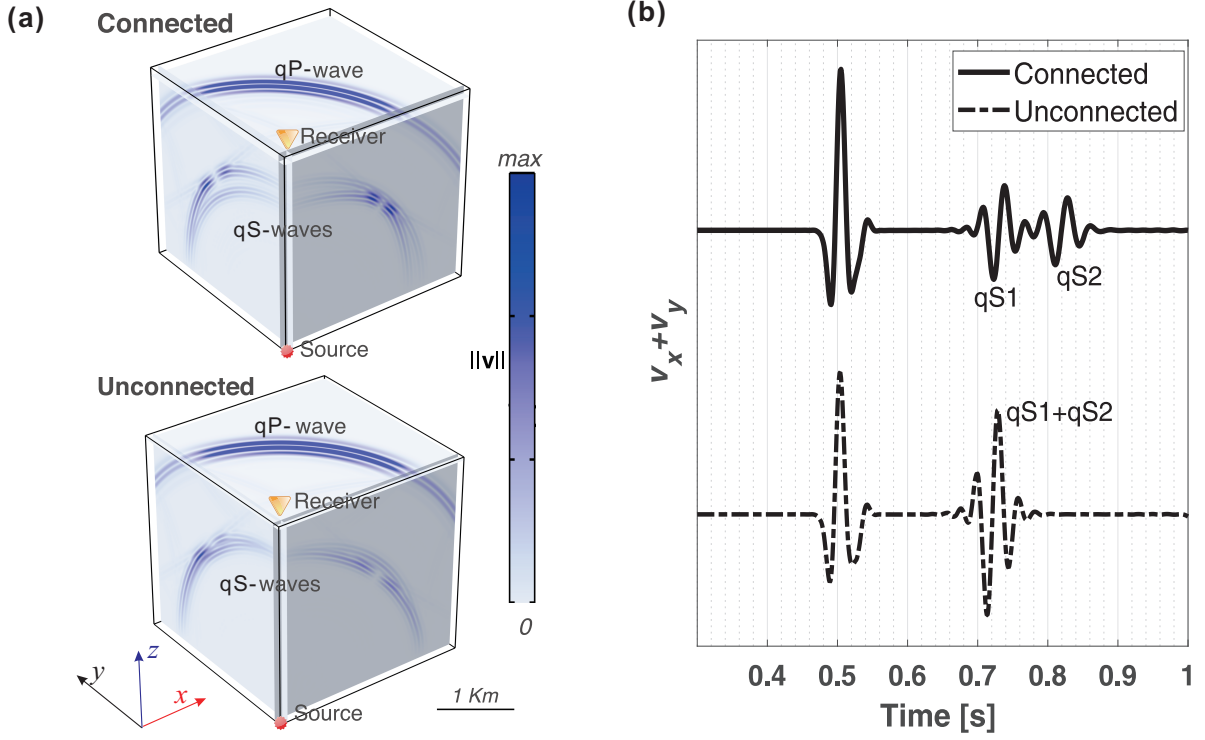 (a)
Connected
qP-wave
Receiver
qS-waves
Source
Unconnected
qP- wave
Receiver
qS-waves
Source
z
y
x
1 Km
max
||v||
0
(b)
Connected
Unconnected
qS1
qS2
qS1+qS2
v_x+v_y
0.4 0.5 0.6 0.7 0.8 0.9 1
Time [s]